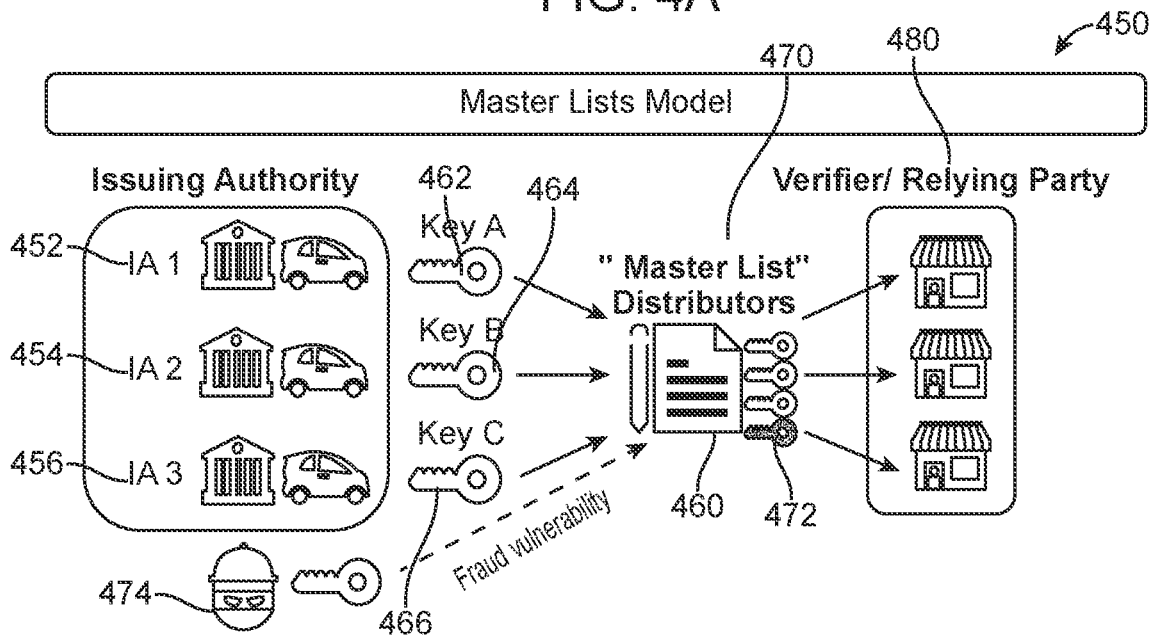 FIG. 4A
450
470
480
Master Lists Model
Issuing Authority
Verifier/ Relying Party
462
464
Key A
452
IA 1
" Master List"
Distributors
Key B
454
IA 2
Key C
456
IA 3
460
472
Fraud vulnerability
474
466